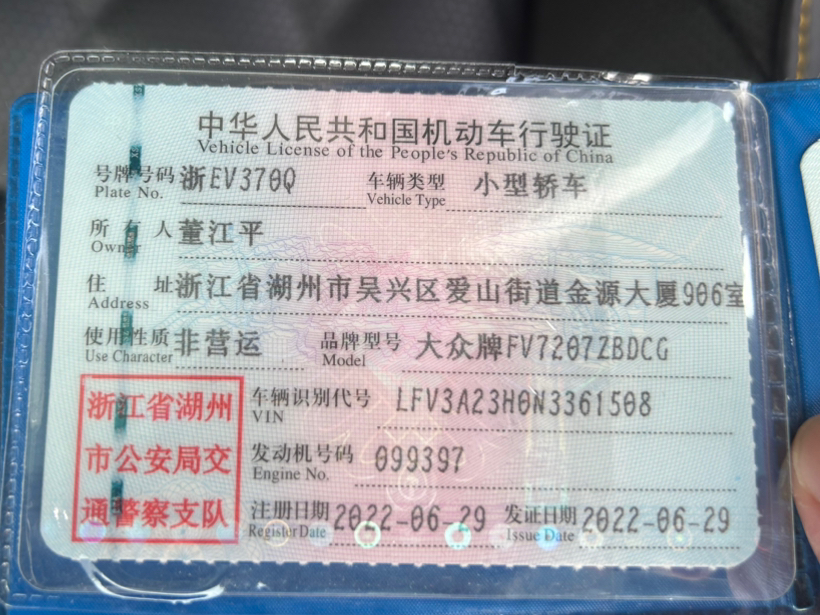 中华人民共和国机动车行驶证
Vehicle License of the People's Republic of China
号牌号码 浙EV370Q 车辆类型 小型轿车
Plate No. Vehicle Type
所有人 董江平
Owner
住址 浙江省湖州市吴兴区爱山街道金源大厦906室
Address
使用性质 非营运 品牌型号 大众牌FV7207ZBDCG
Use Character Model
浙江省湖州 车辆识别代号 LFV3A23H0N3361508
VIN
市公安局交 发动机号码 099397
Engine No.
通警察支队 注册日期 2022-06-29 发证日期 2022-06-29
Register Date Issue Date